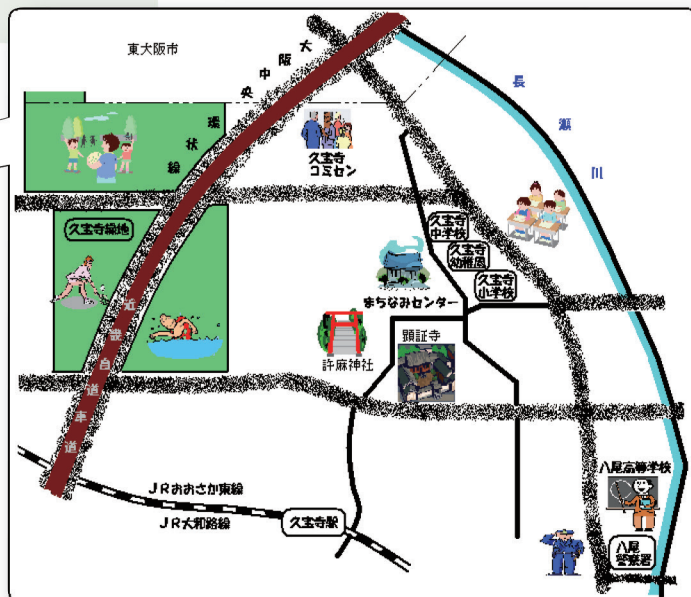 東大阪市
大阪中央環状線
長瀬川
久宝寺
コミセン
久宝寺
中学校
久宝寺
幼稚園
久宝寺
小学校
久宝寺緑地
まちなみセンター
許麻神社
顕証寺
近畿自動車道
八尾高等学校
JRおおさか東線
JR大和路線
久宝寺駅
八尾
警察署